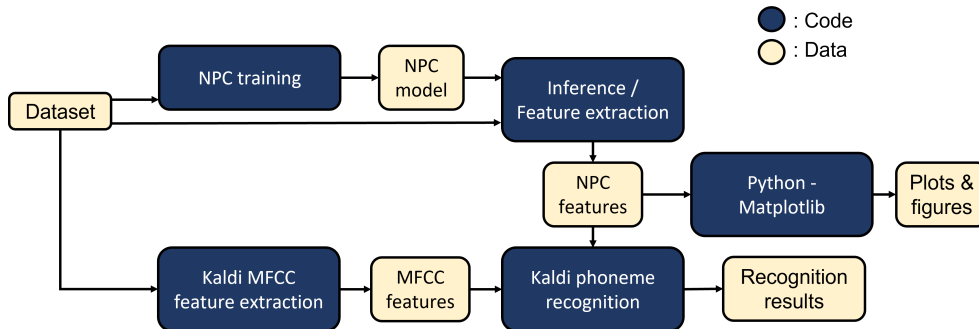 : Code
: Data
NPC training
NPC
model
Inference /
Feature extraction
Dataset
NPC
features
Python -
Matplotlib
Plots &
figures
Kaldi MFCC
feature extraction
MFCC
features
Kaldi phoneme
recognition
Recognition
results